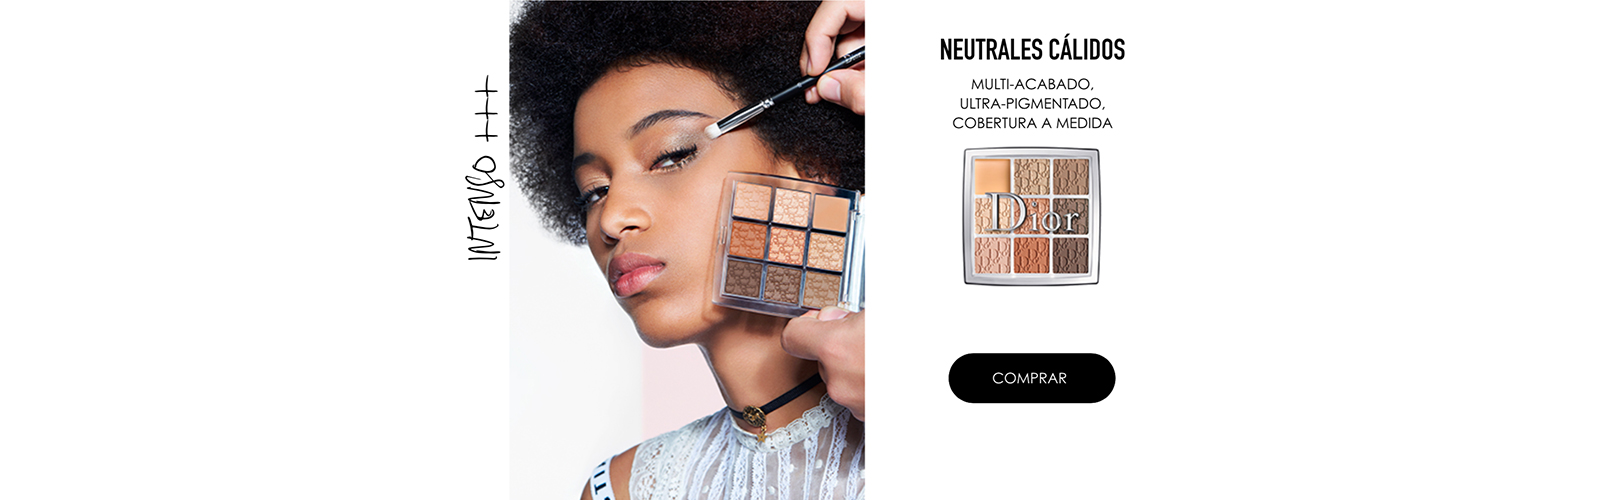 INTENSO +++
NEUTRALES CÁLIDOS
MULTI-ACABADO,
ULTRA-PIGMENTADO,
COBERTURA A MEDIDA
Dior
COMPRAR